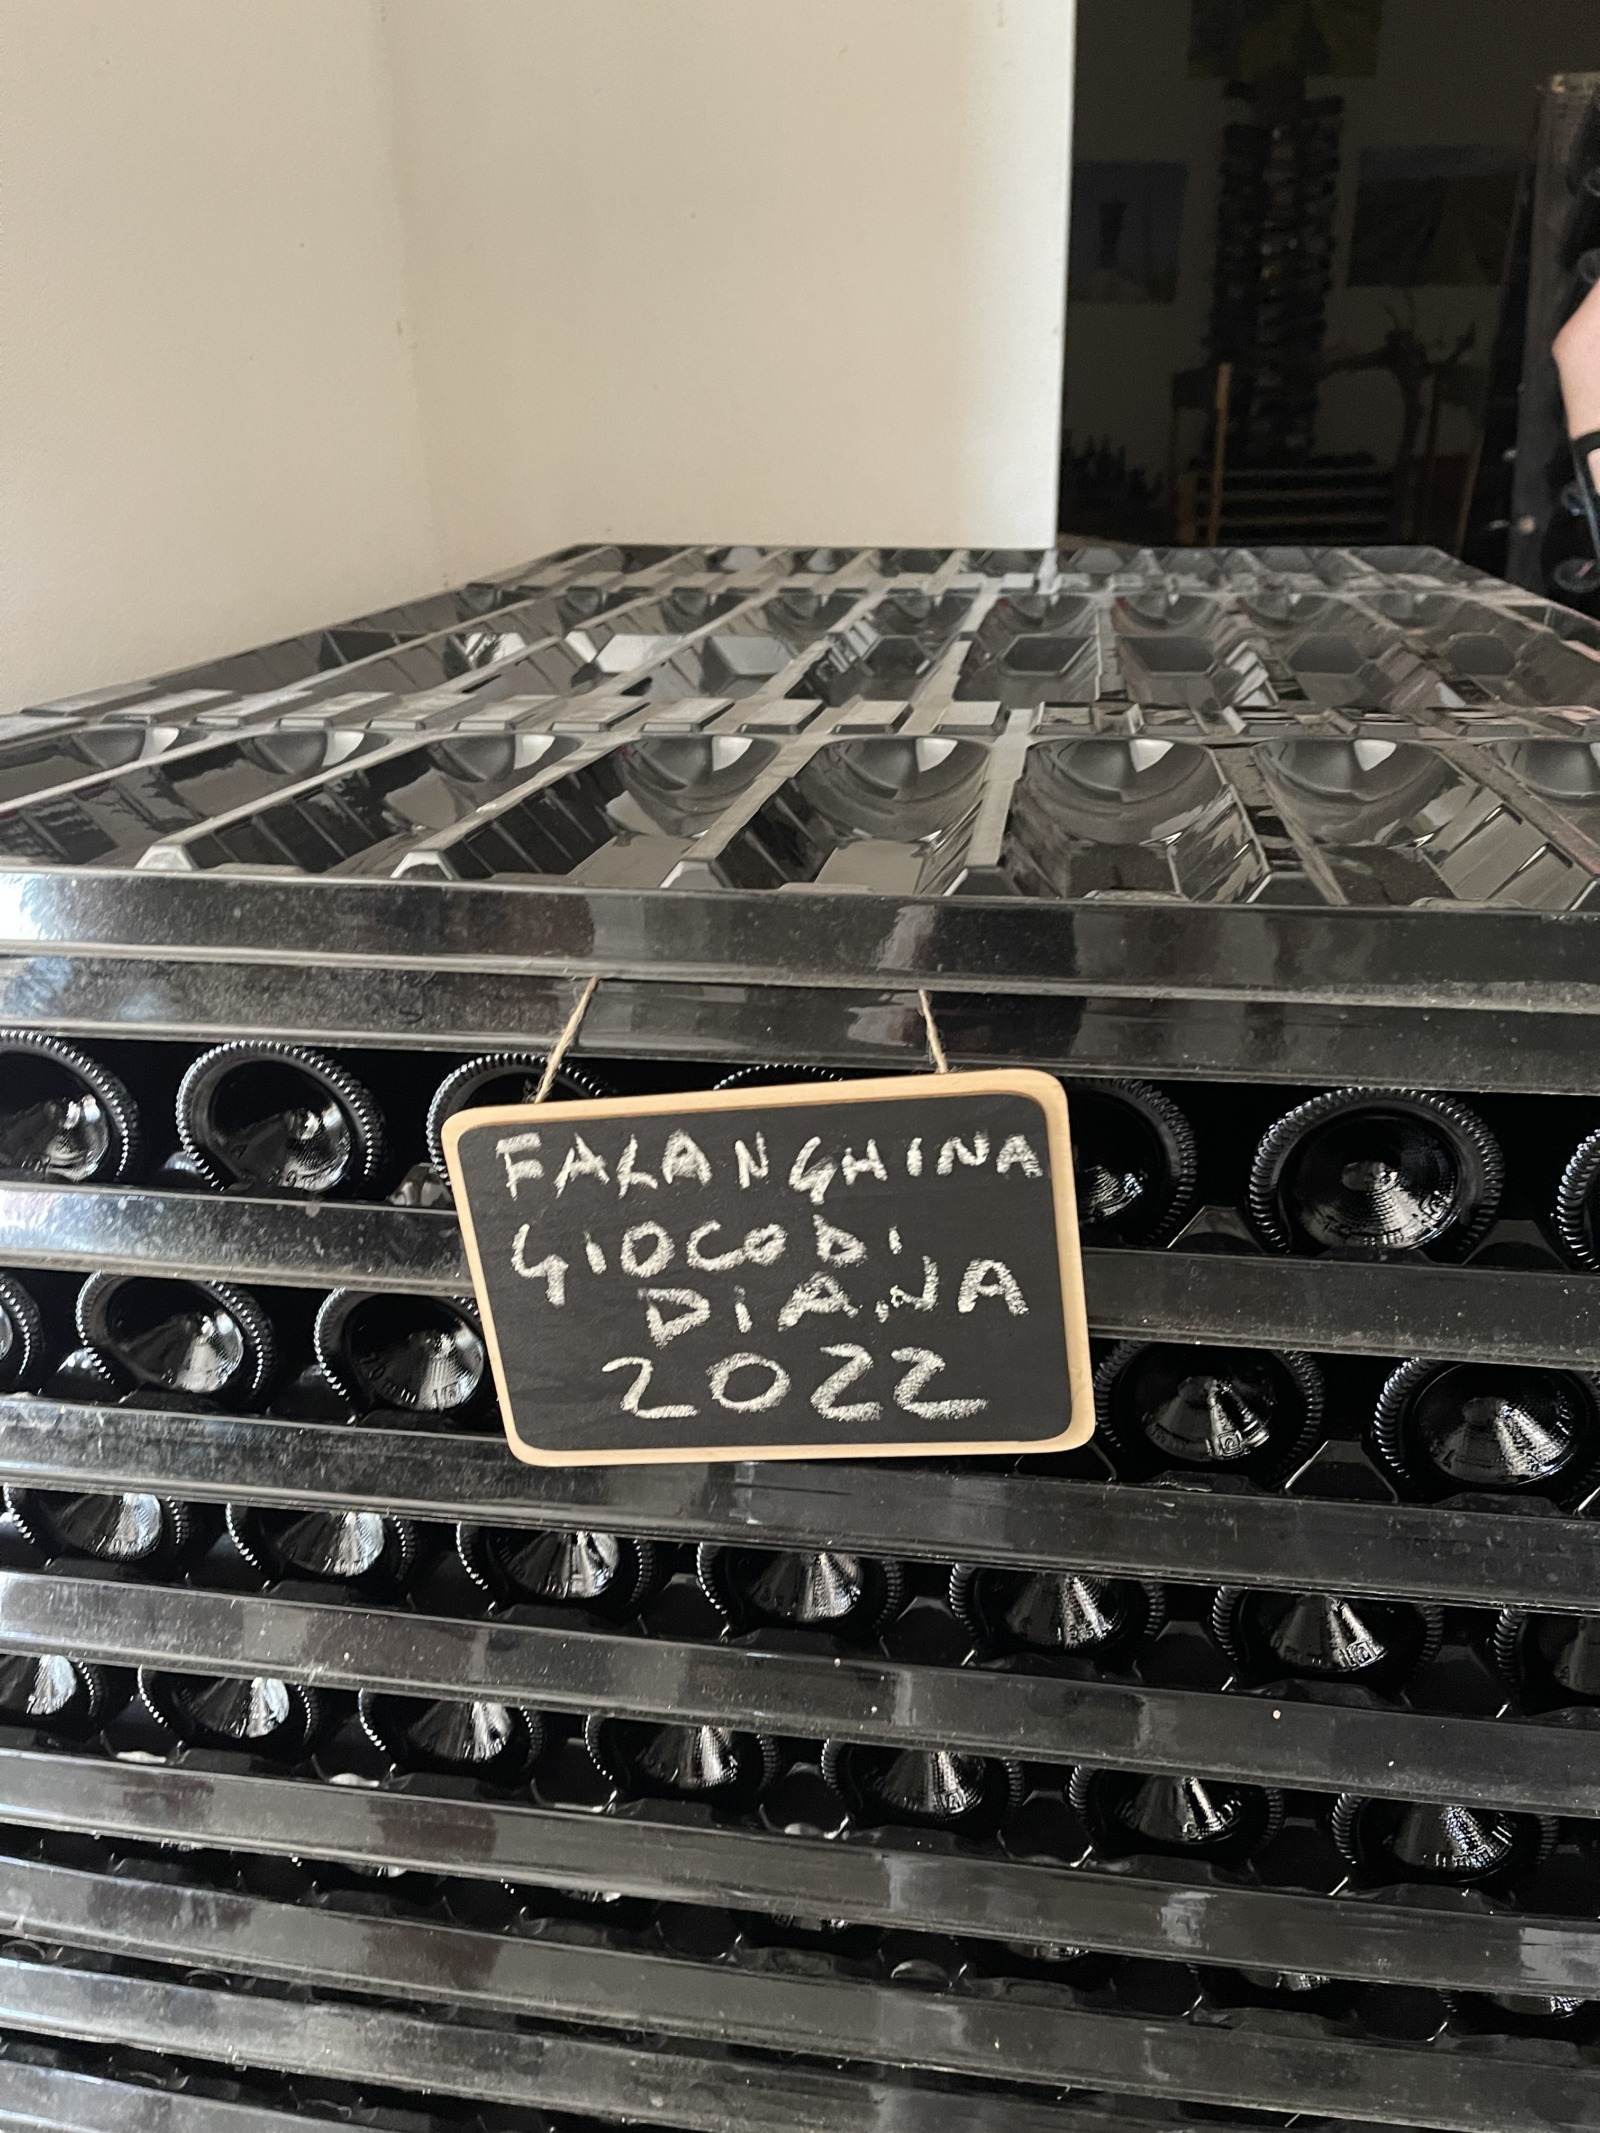 FALANGHINA
GIOCO DI
DIANA
2022